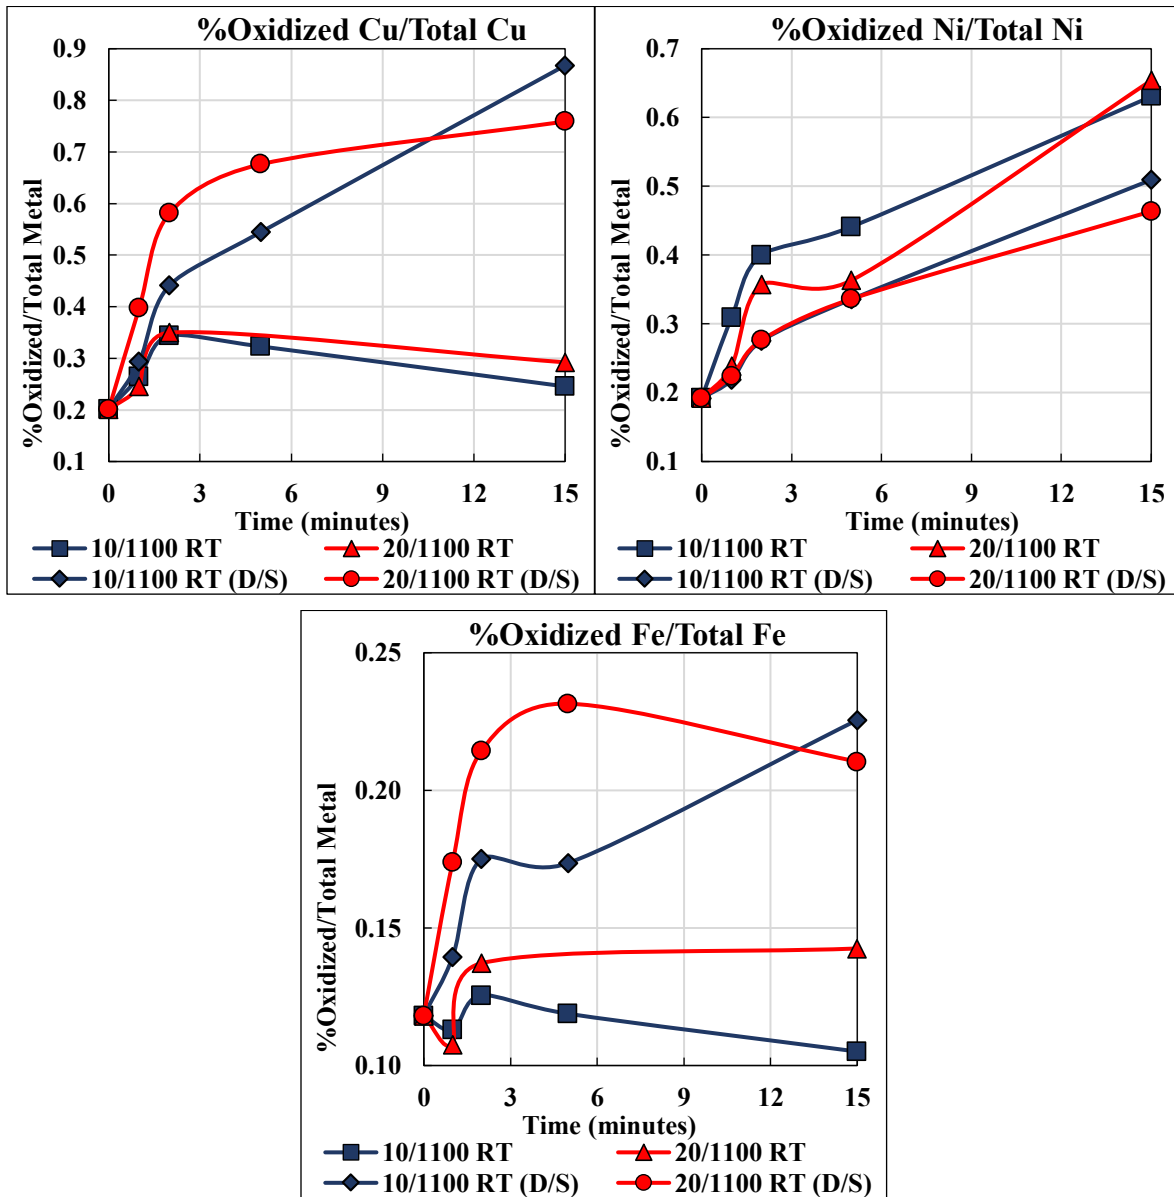 %Oxidized Cu/Total Cu
%Oxidized/Total Metal
0.9
0.8
0.7
0.6
0.5
0.4
0.3
0.2
0.1
0 3 6 9 12 15
Time (minutes)
10/1100 RT 20/1100 RT
10/1100 RT (D/S) 20/1100 RT (D/S)
%Oxidized Ni/Total Ni
%Oxidized/Total Metal
0.7
0.6
0.5
0.4
0.3
0.2
0.1
0 3 6 9 12 15
Time (minutes)
10/1100 RT 20/1100 RT
10/1100 RT (D/S) 20/1100 RT (D/S)
%Oxidized Fe/Total Fe
%Oxidized/Total Metal
0.25
0.20
0.15
0.10
0 3 6 9 12 15
Time (minutes)
10/1100 RT 20/1100 RT
10/1100 RT (D/S) 20/1100 RT (D/S)